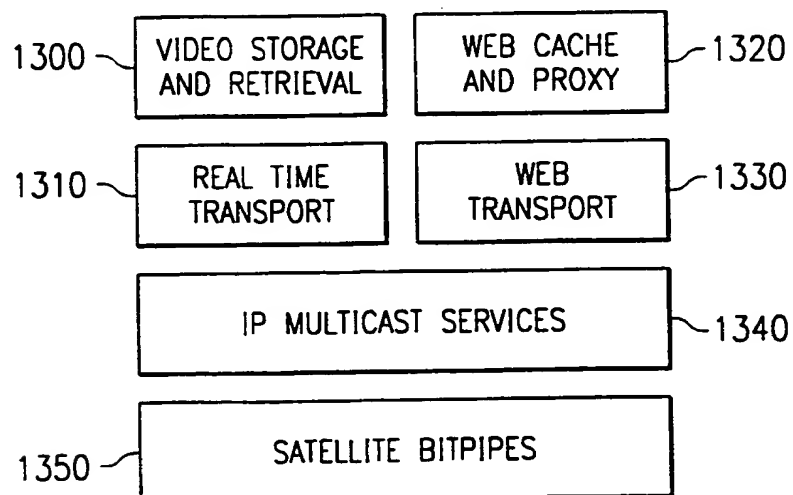 1300
VIDEO STORAGE
AND RETRIEVAL
WEB CACHE
AND PROXY
1320
1310
REAL TIME
TRANSPORT
WEB
TRANSPORT
1330
IP MULTICAST SERVICES
1340
1350
SATELLITE BITPIPES